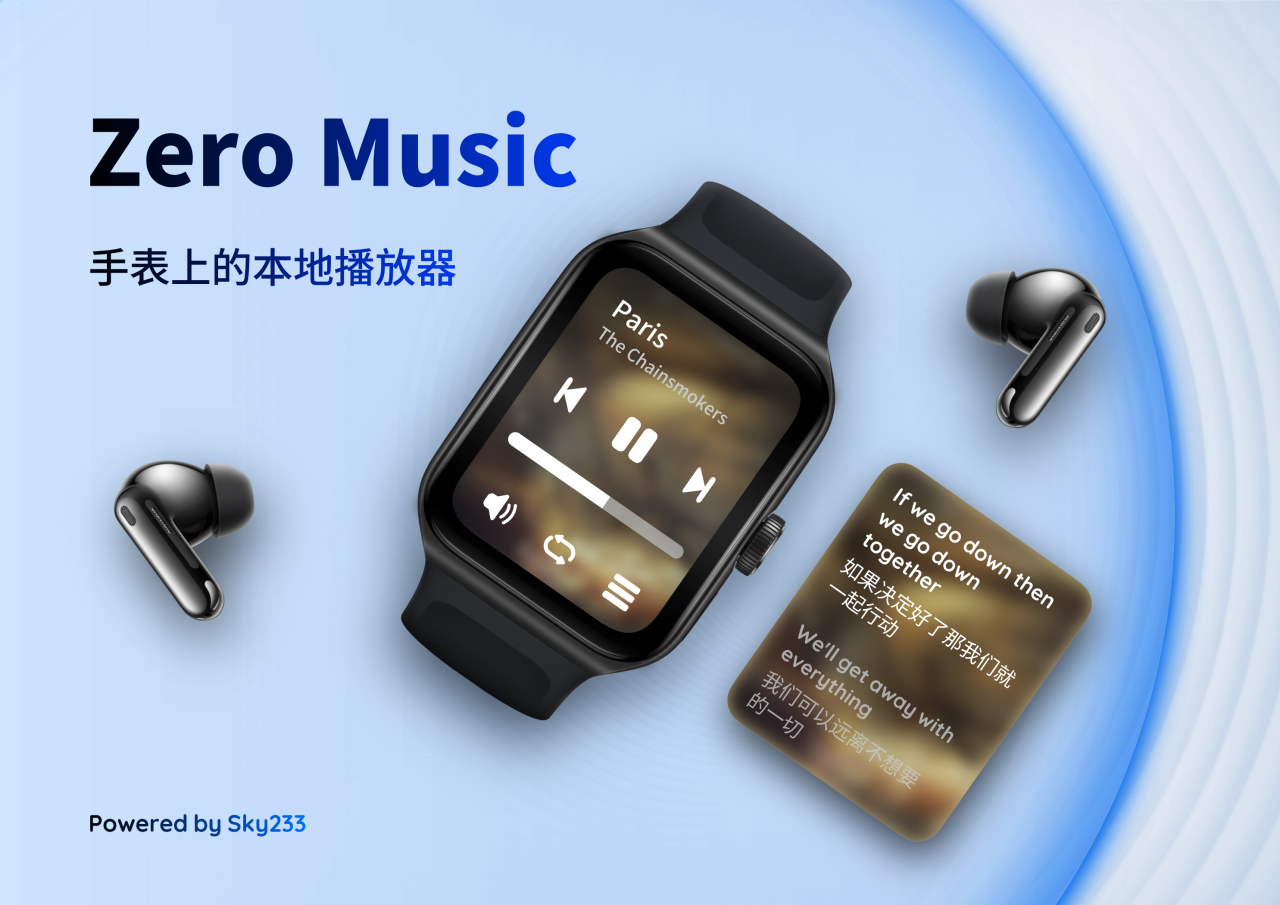 Zero Music
手表上的本地播放器
Paris
The Chainsmokers
If we go down then
we go down
together
如果决定好了那我们就
一起行动
We'll get away with
everything
我们可以远离不想要
的一切
Powered by Sky233